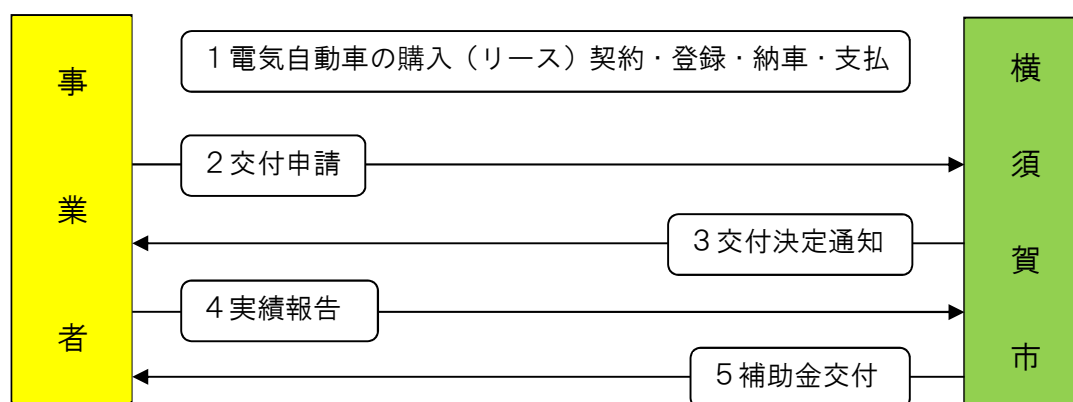 事業者
１電気自動車の購入（リース）契約・登録・納車・支払
２交付申請
３交付決定通知
４実績報告
５補助金交付
横須賀市